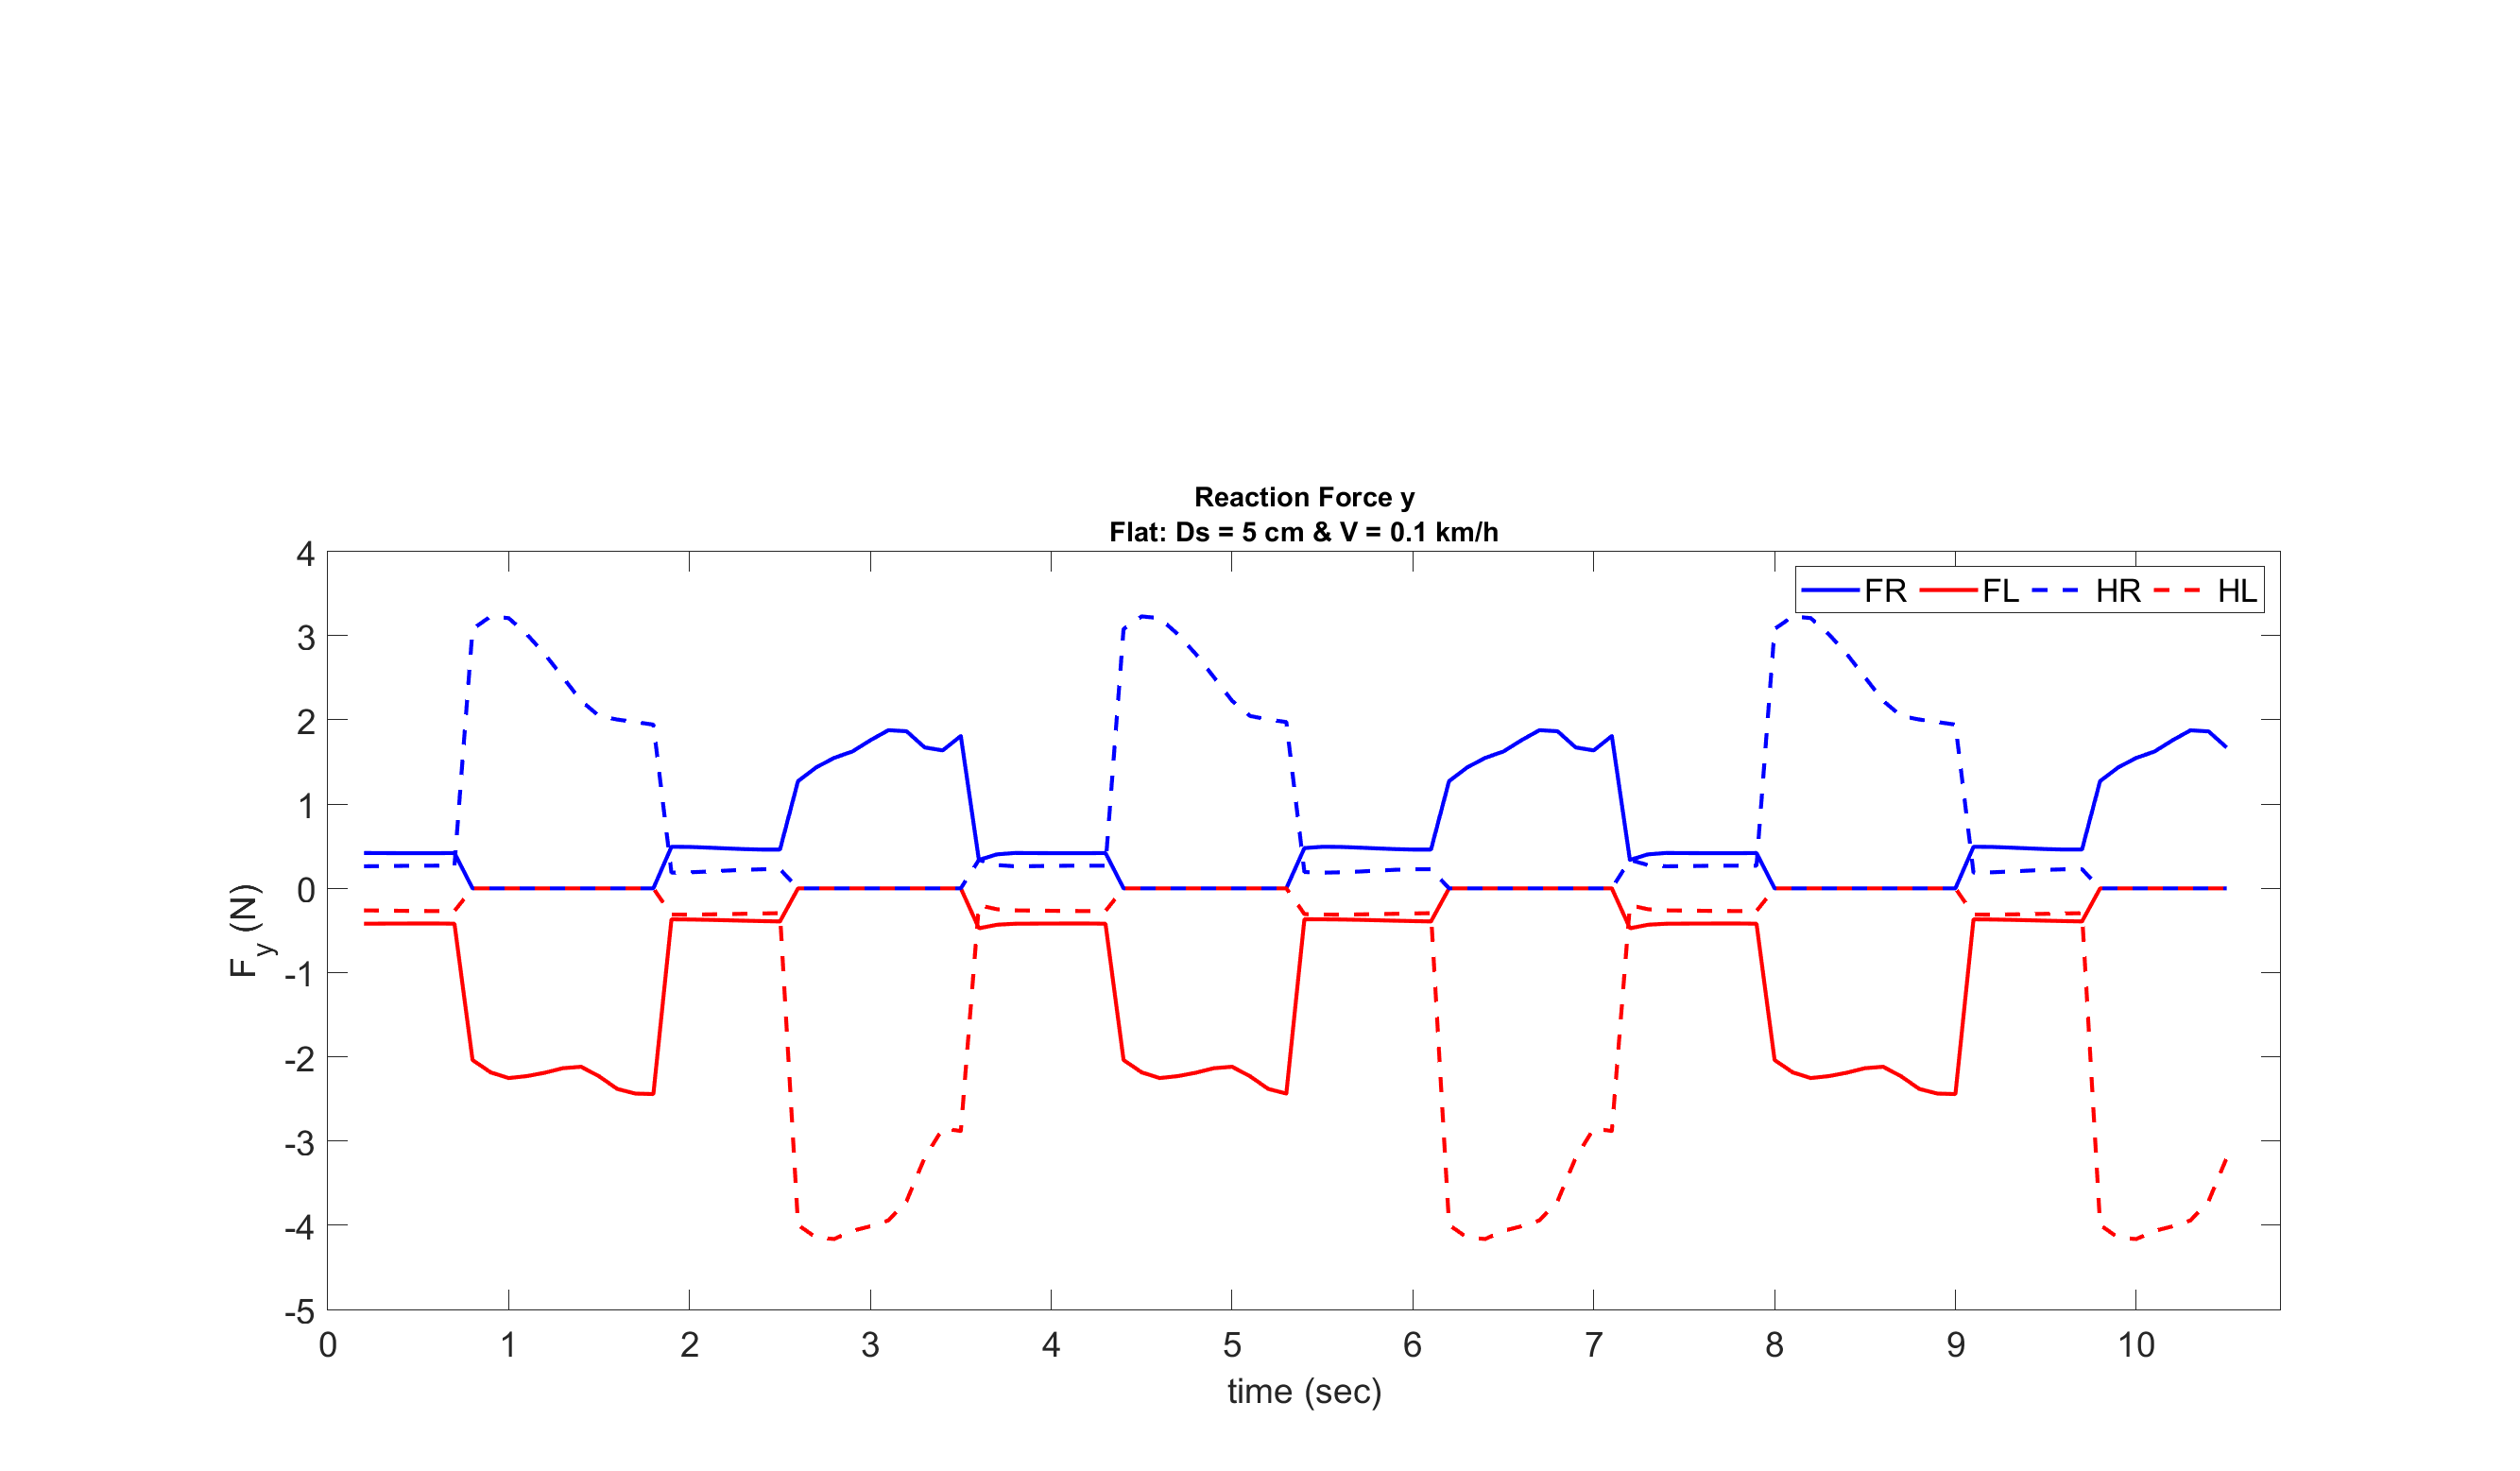 Reaction Force y
Flat: Ds = 5 cm & V = 0.1 km/h
FR FL HR HL
4
3
2
1
0
-1
-2
-3
-4
-5
F_y (N)
0 1 2 3 4 5 6 7 8 9 10
time (sec)